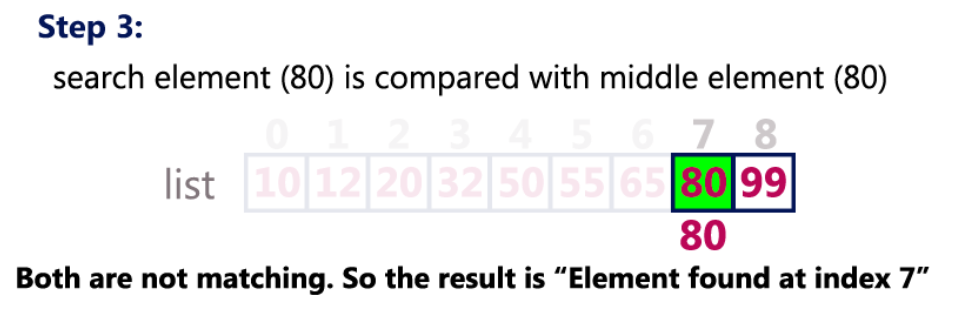 Step 3:
search element (80) is compared with middle element (80)
0 1 2 3 4 5 6 7 8
list 10 12 20 32 50 55 65 80 99
80
Both are not matching. So the result is “Element found at index 7”